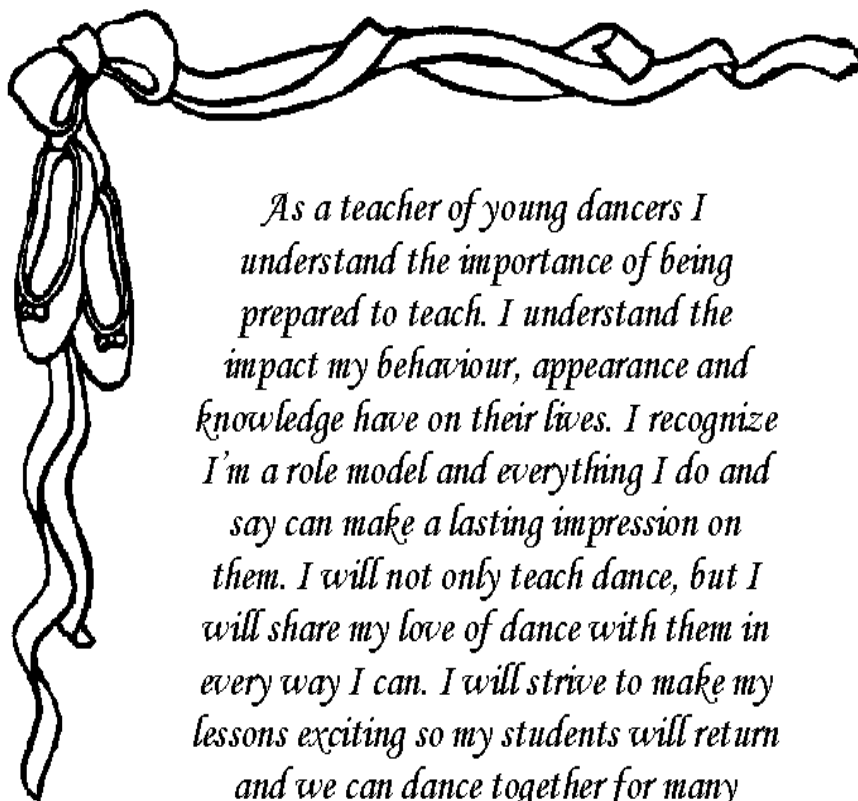 As a teacher of young dancers I
understand the importance of being
prepared to teach. I understand the
impact my behaviour, appearance and
knowledge have on their lives. I recognize
I'm a role model and everything I do and
say can make a lasting impression on
them. I will not only teach dance, but I
will share my love of dance with them in
every way I can. I will strive to make my
lessons exciting so my students will return
and we can dance together for many